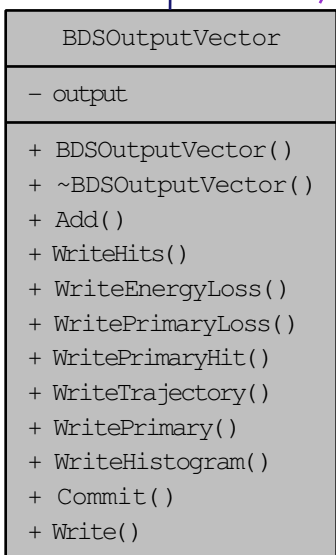 BDSOutputVector
- output
+ BDSOutputVector()
+ ~BDSOutputVector()
+ Add()
+ WriteHits()
+ WriteEnergyLoss()
+ WritePrimaryLoss()
+ WritePrimaryHit()
+ WriteTrajectory()
+ WritePrimary()
+ WriteHistogram()
+ Commit()
+ Write()